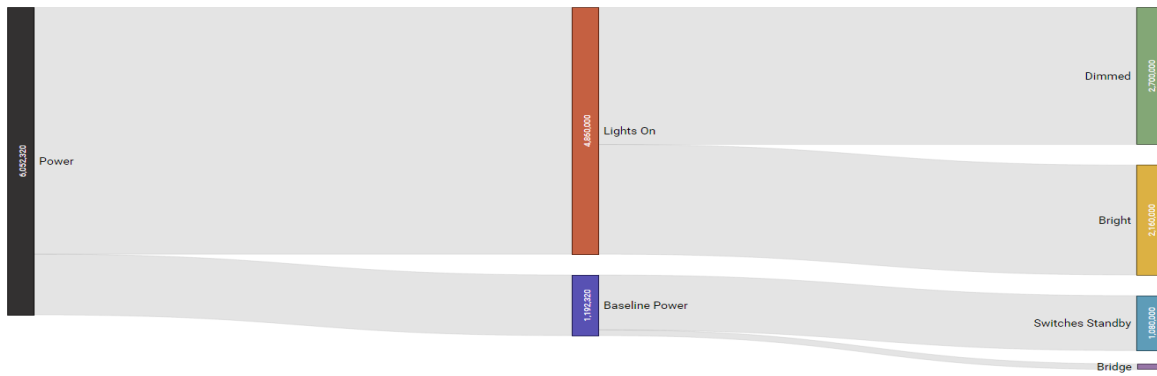 6,052,320
Power
4,860,000
Lights On
1,192,320
Baseline Power
Dimmed
2,700,000
Bright
2,160,000
Switches Standby
1,080,000
Bridge